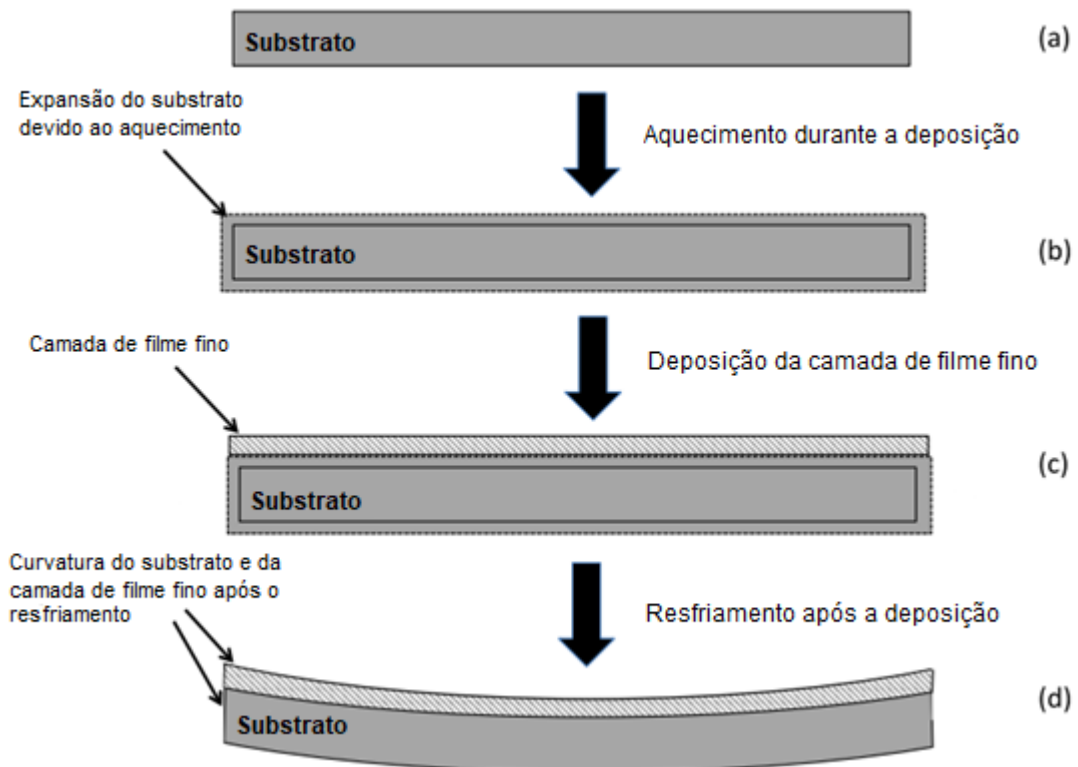 Substrato
(a)
Expansão do substrato
devido ao aquecimento
Aquecimento durante a deposição
Substrato
(b)
Camada de filme fino
Deposição da camada de filme fino
Substrato
(c)
Curvatura do substrato e da
camada de filme fino após o
resfriamento
Resfriamento após a deposição
Substrato
(d)